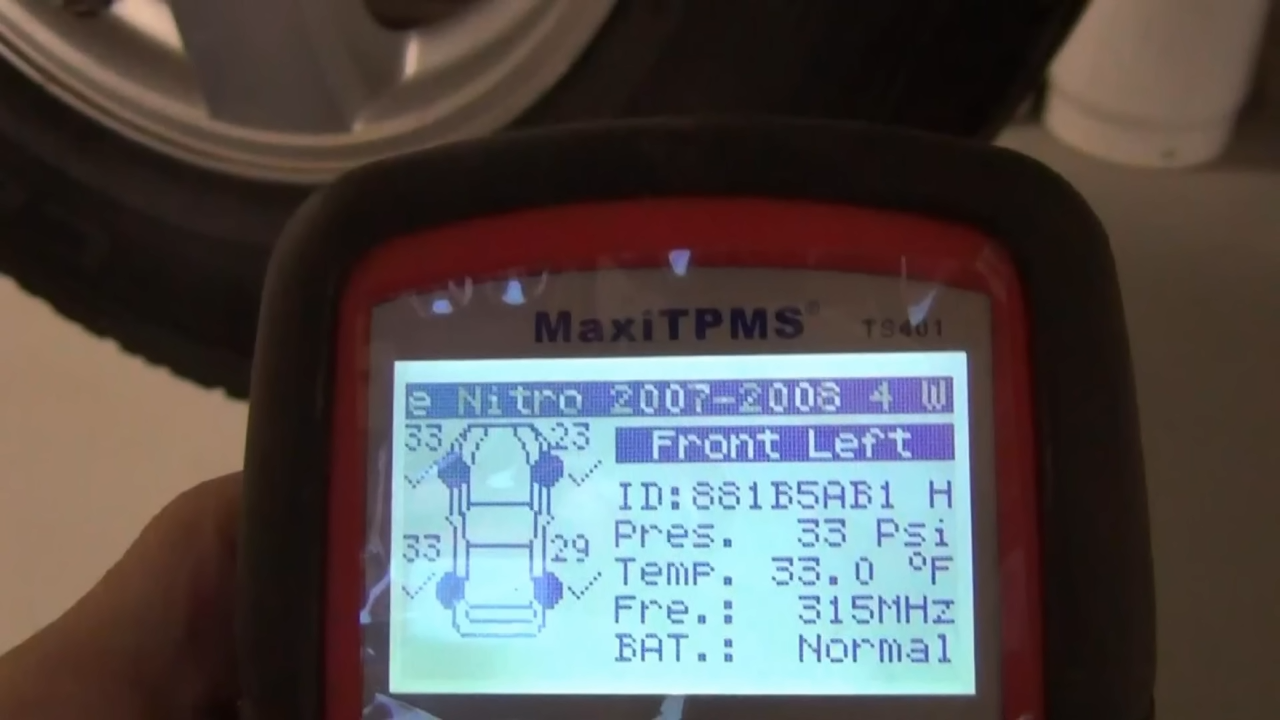 MaxiTPMS® TS401
e Nitro 2007-2008 4 W
33 23
Front Left
ID:881B5AB1 H
Pres. 33 Psi
33 29
Temp. 33.0 °F
Fre.: 315MHz
BAT.: Normal